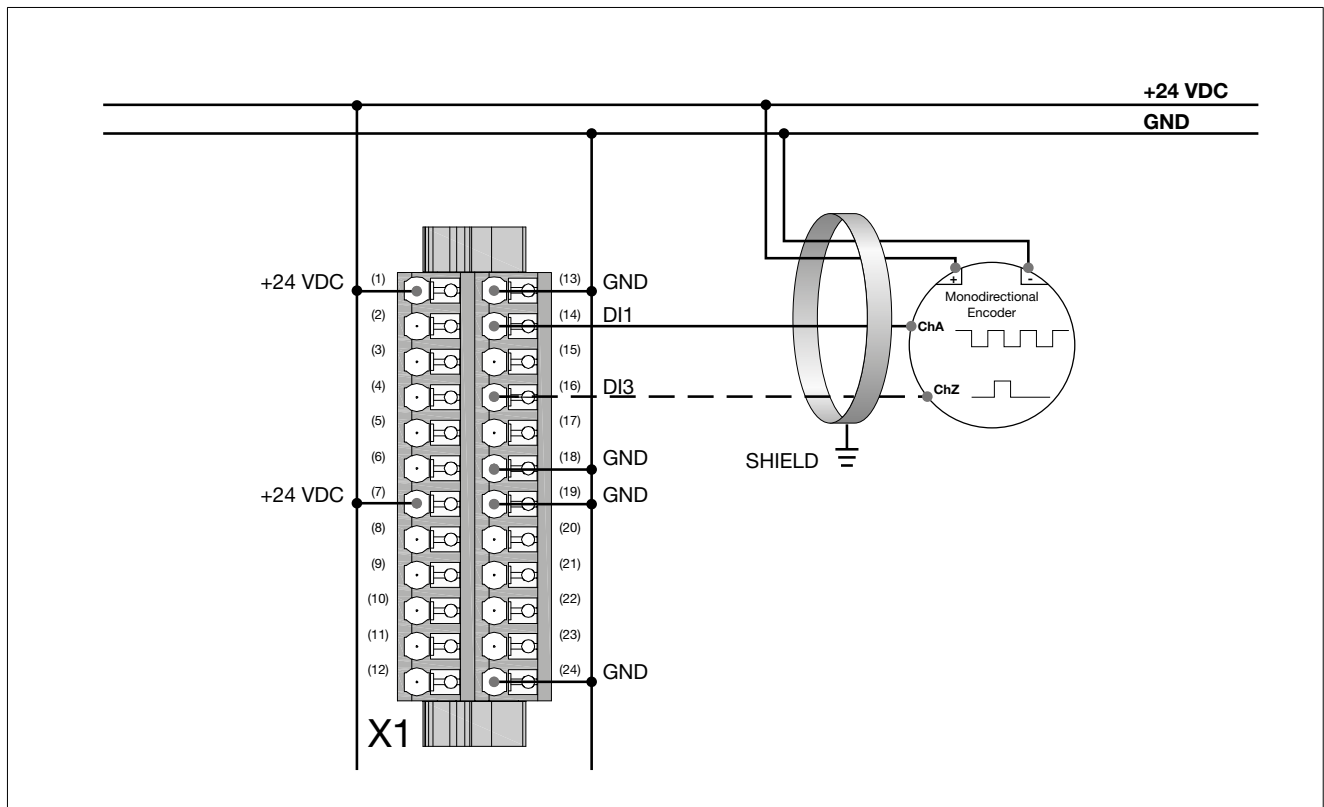 +24 VDC
GND
+24 VDC (1) (13) GND
(2) (14) DI1
(3) (15)
(4) (16) DI3
(5) (17)
(6) (18) GND
+24 VDC (7) (19) GND
(8) (20)
(9) (21)
(10) (22)
(11) (23)
(12) (24) GND
X1
SHIELD
+ -
Monodirectional
Encoder
ChA
ChZ